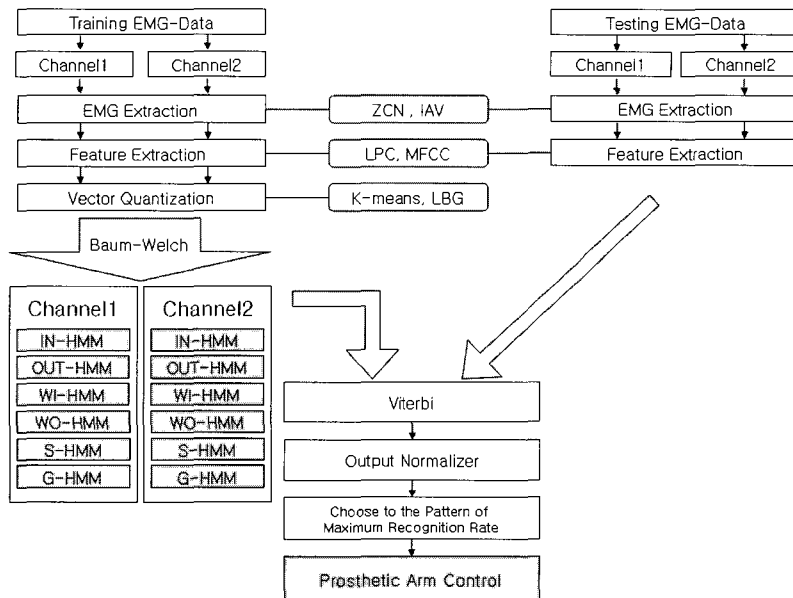 Training EMG-Data
Channel1
Channel2
EMG Extraction
Feature Extraction
Vector Quantization
ZCN , IAV
LPC, MFCC
K-means, LBG
Testing EMG-Data
Channel1
Channel2
EMG Extraction
Feature Extraction
Baum-Welch
Channel1
IN-HMM
OUT-HMM
WI-HMM
WO-HMM
S-HMM
G-HMM
Channel2
IN-HMM
OUT-HMM
WI-HMM
WO-HMM
S-HMM
G-HMM
Viterbi
Output Normalizer
Choose to the Pattern of
Maximum Recognition Rate
Prosthetic Arm Control